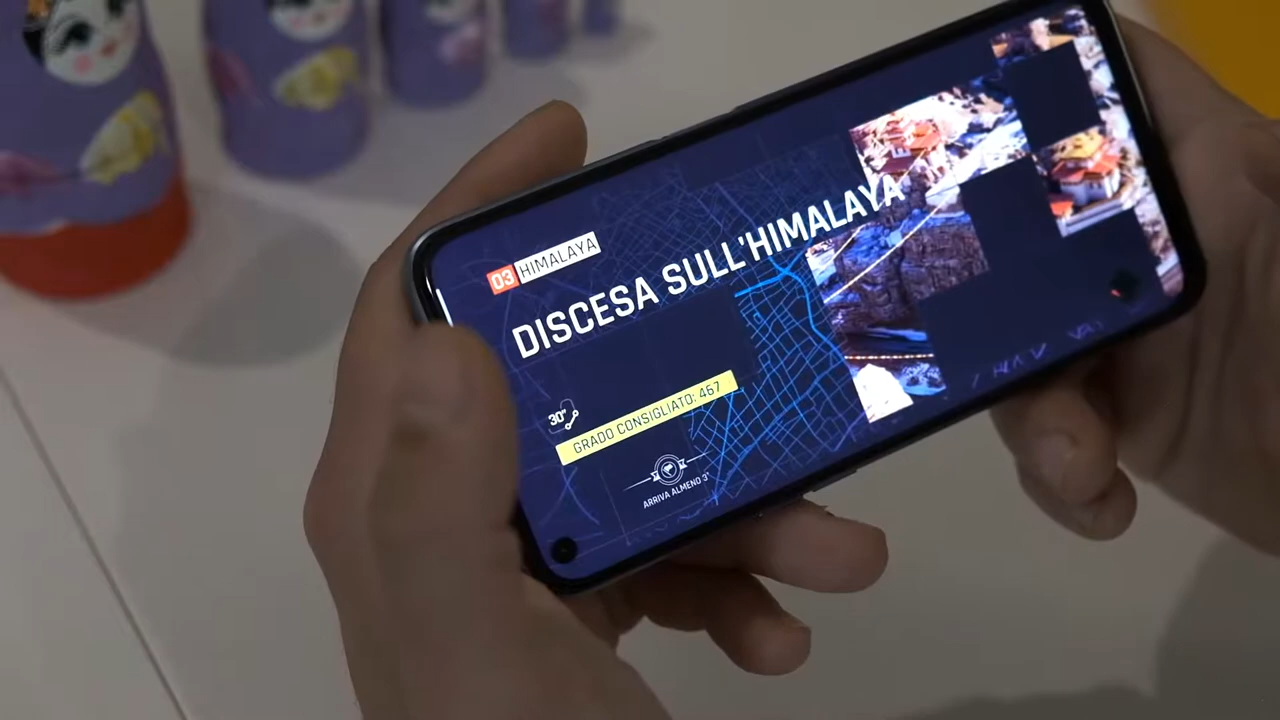 03 HIMALAYA
DISCESA SULL'HIMALAYA
30"
GRADO CONSIGLIATO: 467
ARRIVA ALMENO 3°